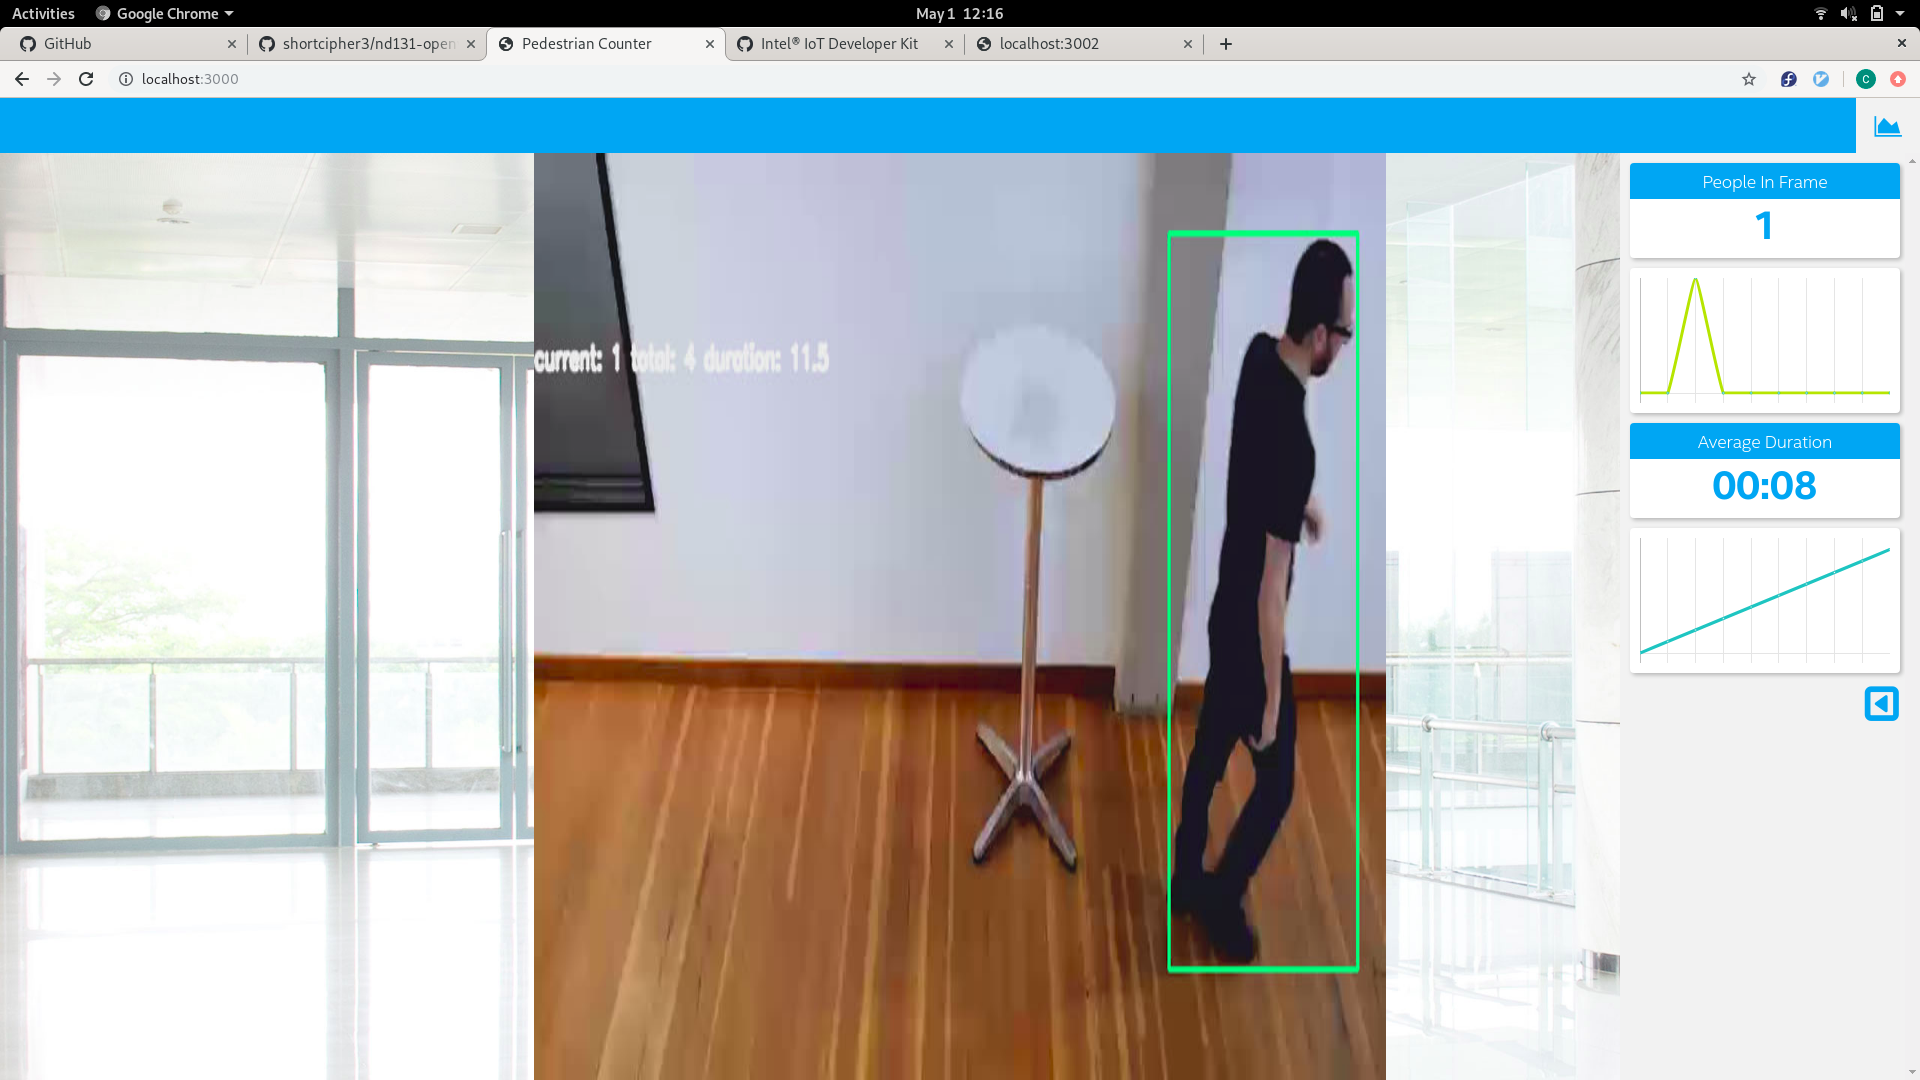 Activities Google Chrome May 1 12:16
GitHub shortcipher3/nd131-open Pedestrian Counter Intel® IoT Developer Kit localhost:3002
localhost:3000 C
People In Frame
1
current: 1 total: 4 duration: 11.5
Average Duration
00:08